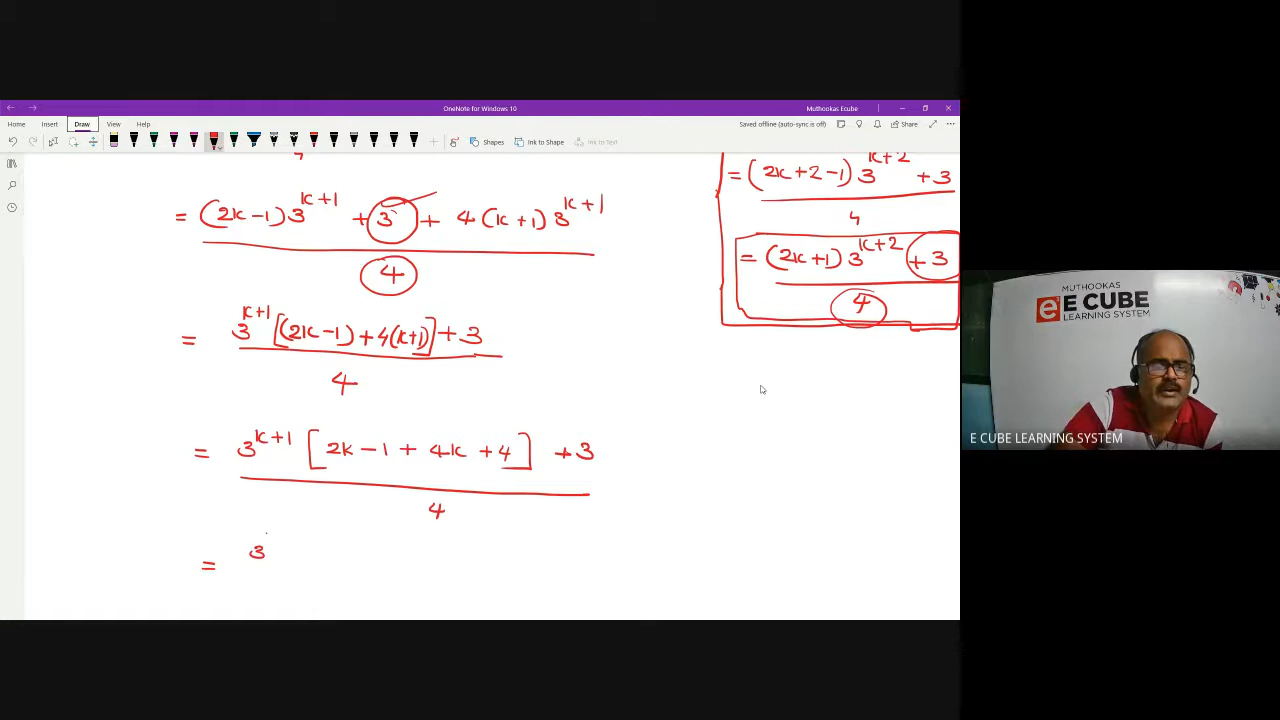 OneNote for Windows 10
Muthookas Ecube
Home Insert Draw View Help
Saved offline (auto-sync is off) Share
Shapes Ink to Shape Ink to Text
4
= (2k-1)3^{k+1} + 3 + 4(k+1)3^{k+1}
4
= 3^{k+1} [(2k-1)+4(k+1)] + 3
4
= 3^{k+1} [2k-1+4k+4] +3
4
= 3
= (2k+2-1) 3^{k+2} +3
4
= (2k+1) 3^{k+2} +3
4
MUTHOOKAS
e E CUBE
LEARNING SYSTEM
E CUBE LEARNING SYSTEM